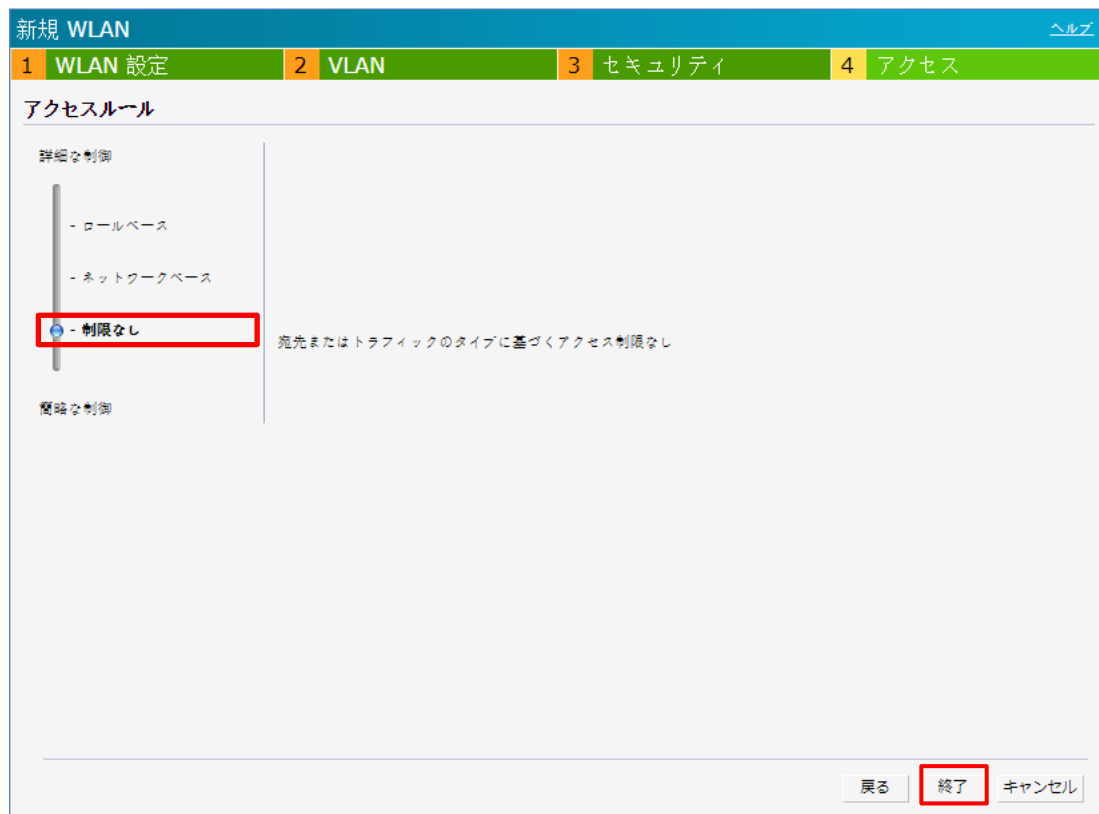 新規 WLAN
ヘルプ
1 WLAN 設定
2 VLAN
3 セキュリティ
4 アクセス
アクセスルール
詳細な制御
- ロールベース
- ネットワークベース
- 制限なし
宛先またはトラフィックのタイプに基づくアクセス制限なし
簡略な制御
戻る
終了
キャンセル